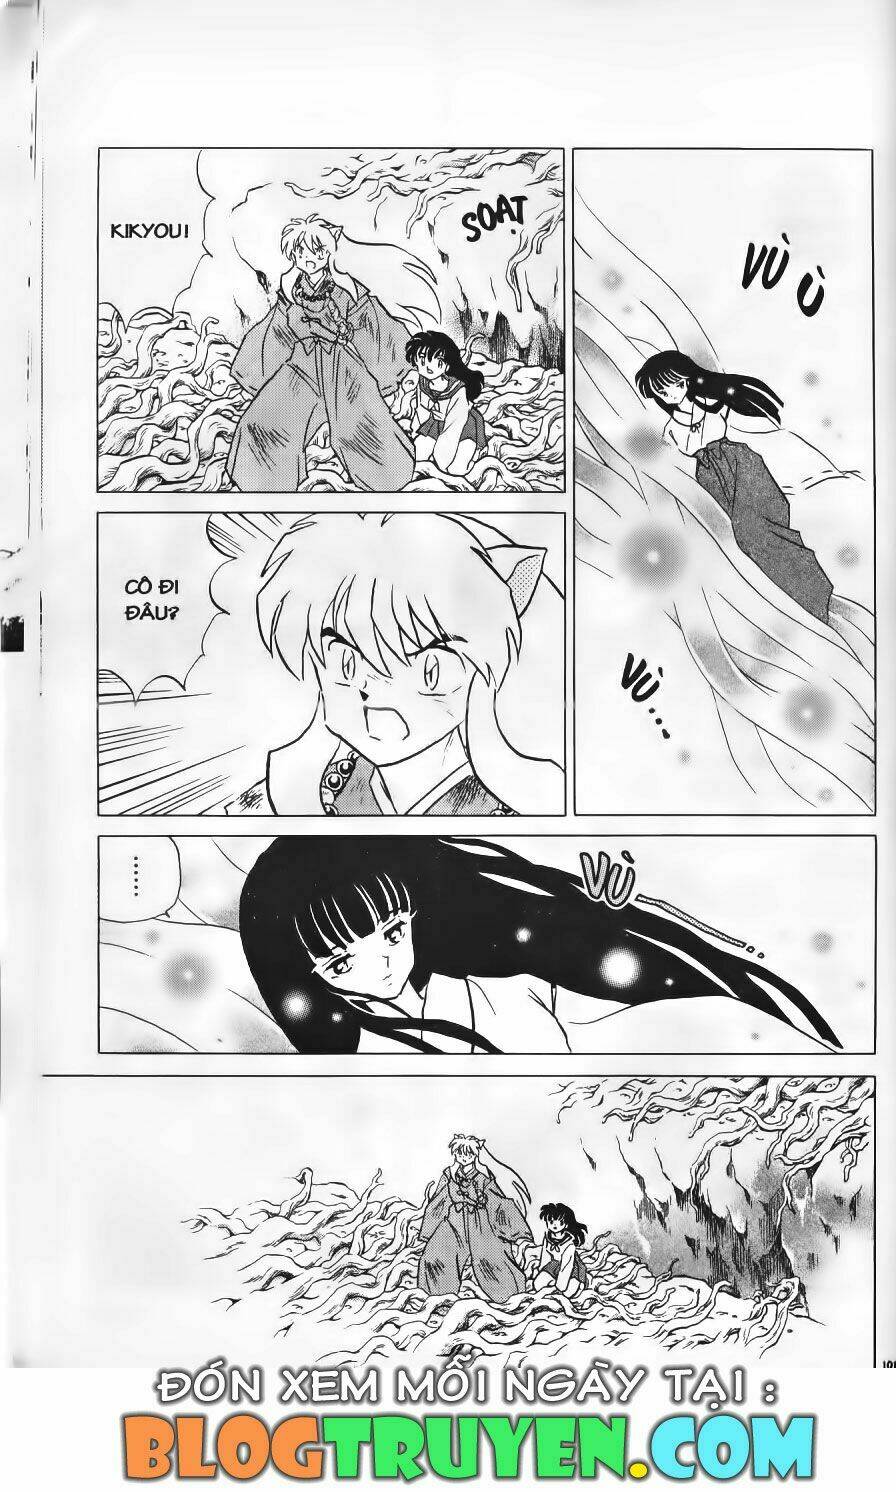 VÙ Ù
KIKYOU!
SOẠT
VÙ...
CÔ ĐI
ĐÂU?
........
VÙ...
ĐÓN XEM MỖI NGÀY TẠI :
BLOGTRUYEN.COM